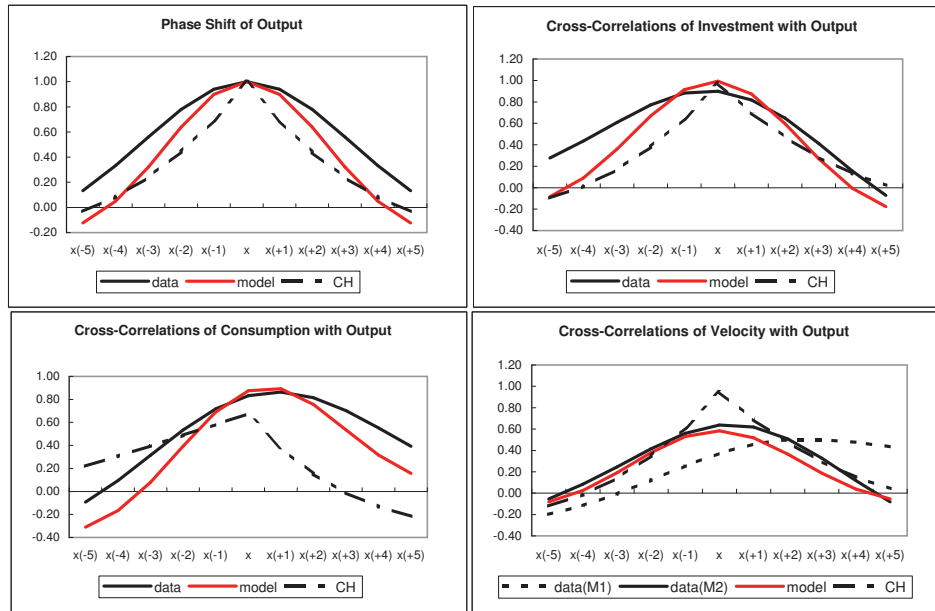 Phase Shift of Output
1.20
1.00
0.80
0.60
0.40
0.20
0.00
-0.20
x(-5) x(-4) x(-3) x(-2) x(-1) x x(+1) x(+2) x(+3) x(+4) x(+5)
data model CH
Cross-Correlations of Investment with Output
1.20
1.00
0.80
0.60
0.40
0.20
0.00
-0.20
-0.40
x(-5) x(-4) x(-3) x(-2) x(-1) x x(+1) x(+2) x(+3) x(+4) x(+5)
data model CH
Cross-Correlations of Consumption with Output
1.00
0.80
0.60
0.40
0.20
0.00
-0.20
-0.40
x(-5) x(-4) x(-3) x(-2) x(-1) x x(+1) x(+2) x(+3) x(+4) x(+5)
data model CH
Cross-Correlations of Velocity with Output
1.20
1.00
0.80
0.60
0.40
0.20
0.00
-0.20
-0.40
x(-5) x(-4) x(-3) x(-2) x(-1) x x(+1) x(+2) x(+3) x(+4) x(+5)
data(M1) data(M2) model CH